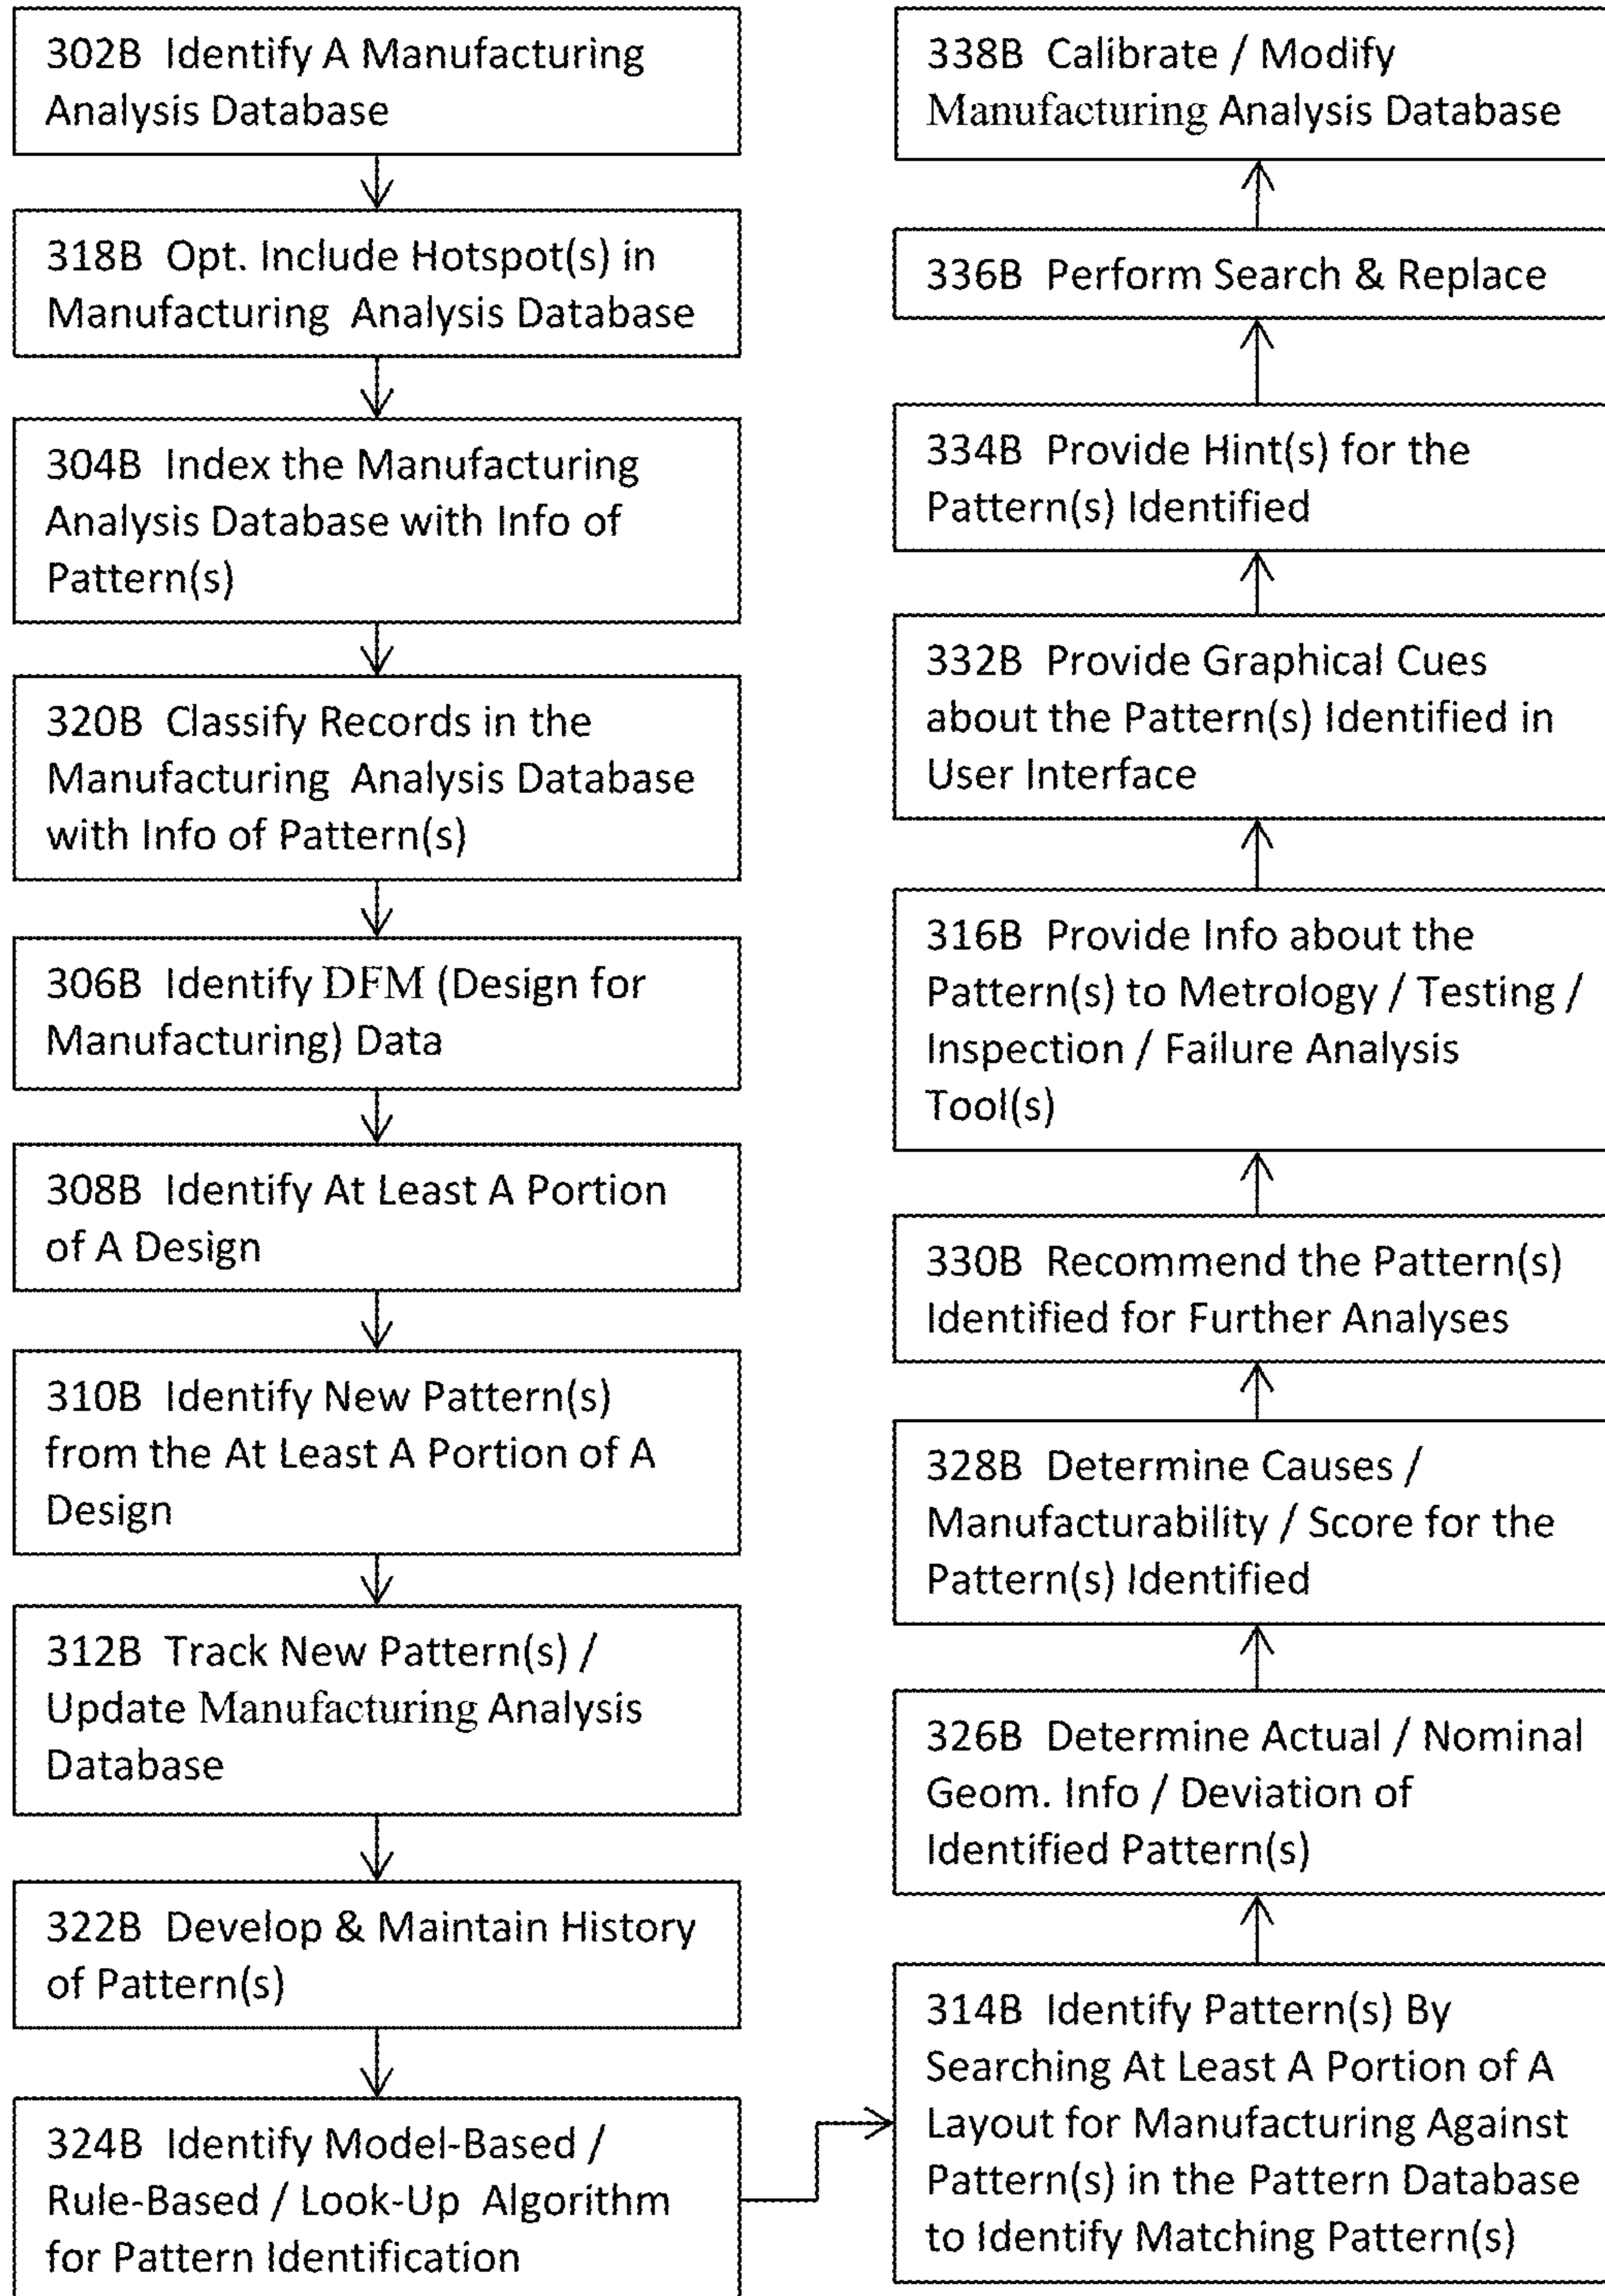 302B Identify A Manufacturing
Analysis Database
318B Opt. Include Hotspot(s) in
Manufacturing Analysis Database
304B Index the Manufacturing
Analysis Database with Info of
Pattern(s)
320B Classify Records in the
Manufacturing Analysis Database
with Info of Pattern(s)
306B Identify DFM (Design for
Manufacturing) Data
308B Identify At Least A Portion
of A Design
310B Identify New Pattern(s)
from the At Least A Portion of A
Design
312B Track New Pattern(s) /
Update Manufacturing Analysis
Database
322B Develop & Maintain History
of Pattern(s)
324B Identify Model-Based /
Rule-Based / Look-Up Algorithm
for Pattern Identification
314B Identify Pattern(s) By
Searching At Least A Portion of A
Layout for Manufacturing Against
Pattern(s) in the Pattern Database
to Identify Matching Pattern(s)
326B Determine Actual / Nominal
Geom. Info / Deviation of
Identified Pattern(s)
328B Determine Causes /
Manufacturability / Score for the
Pattern(s) Identified
330B Recommend the Pattern(s)
Identified for Further Analyses
316B Provide Info about the
Pattern(s) to Metrology / Testing /
Inspection / Failure Analysis
Tool(s)
332B Provide Graphical Cues
about the Pattern(s) Identified in
User Interface
334B Provide Hint(s) for the
Pattern(s) Identified
336B Perform Search & Replace
338B Calibrate / Modify
Manufacturing Analysis Database